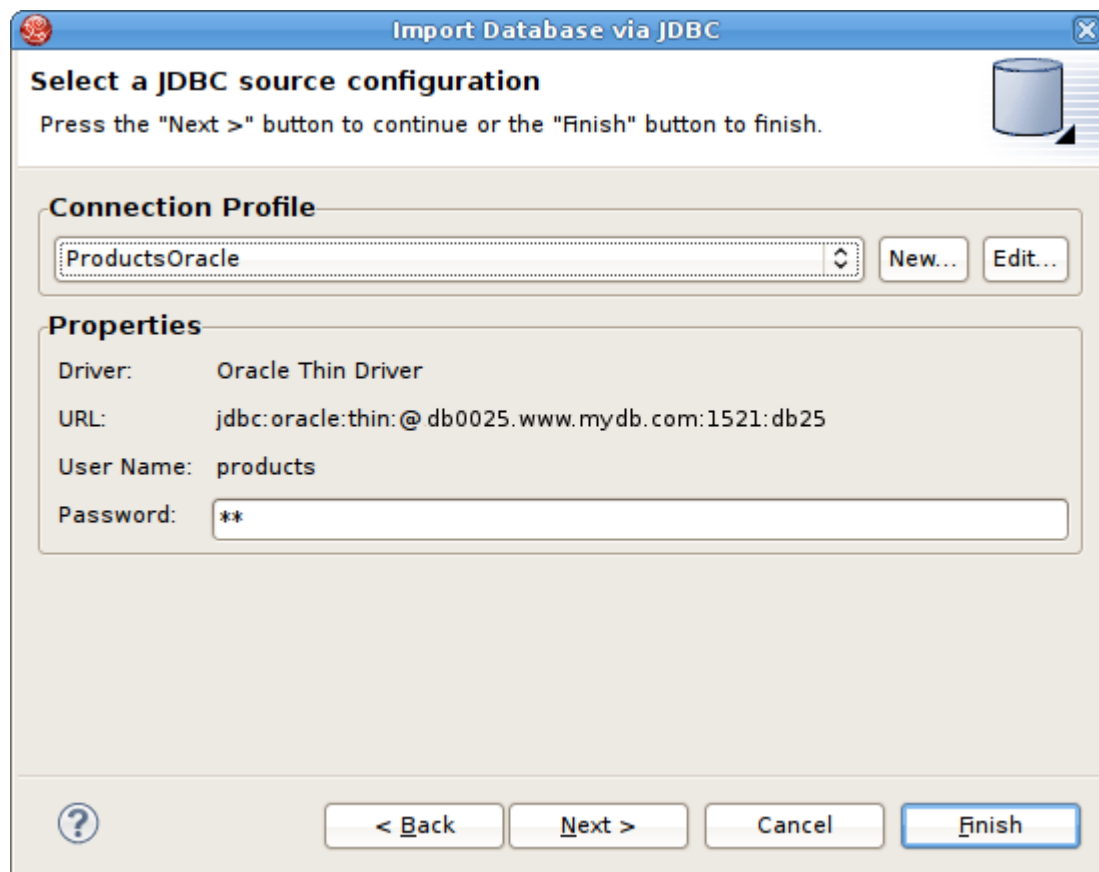 Import Database via JDBC
Select a JDBC source configuration
Press the "Next >" button to continue or the "Finish" button to finish.
Connection Profile
ProductsOracle New... Edit...
Properties
Driver: Oracle Thin Driver
URL: jdbc:oracle:thin:@ db0025.www.mydb.com:1521:db25
User Name: products
Password: **
? < Back Next > Cancel Finish